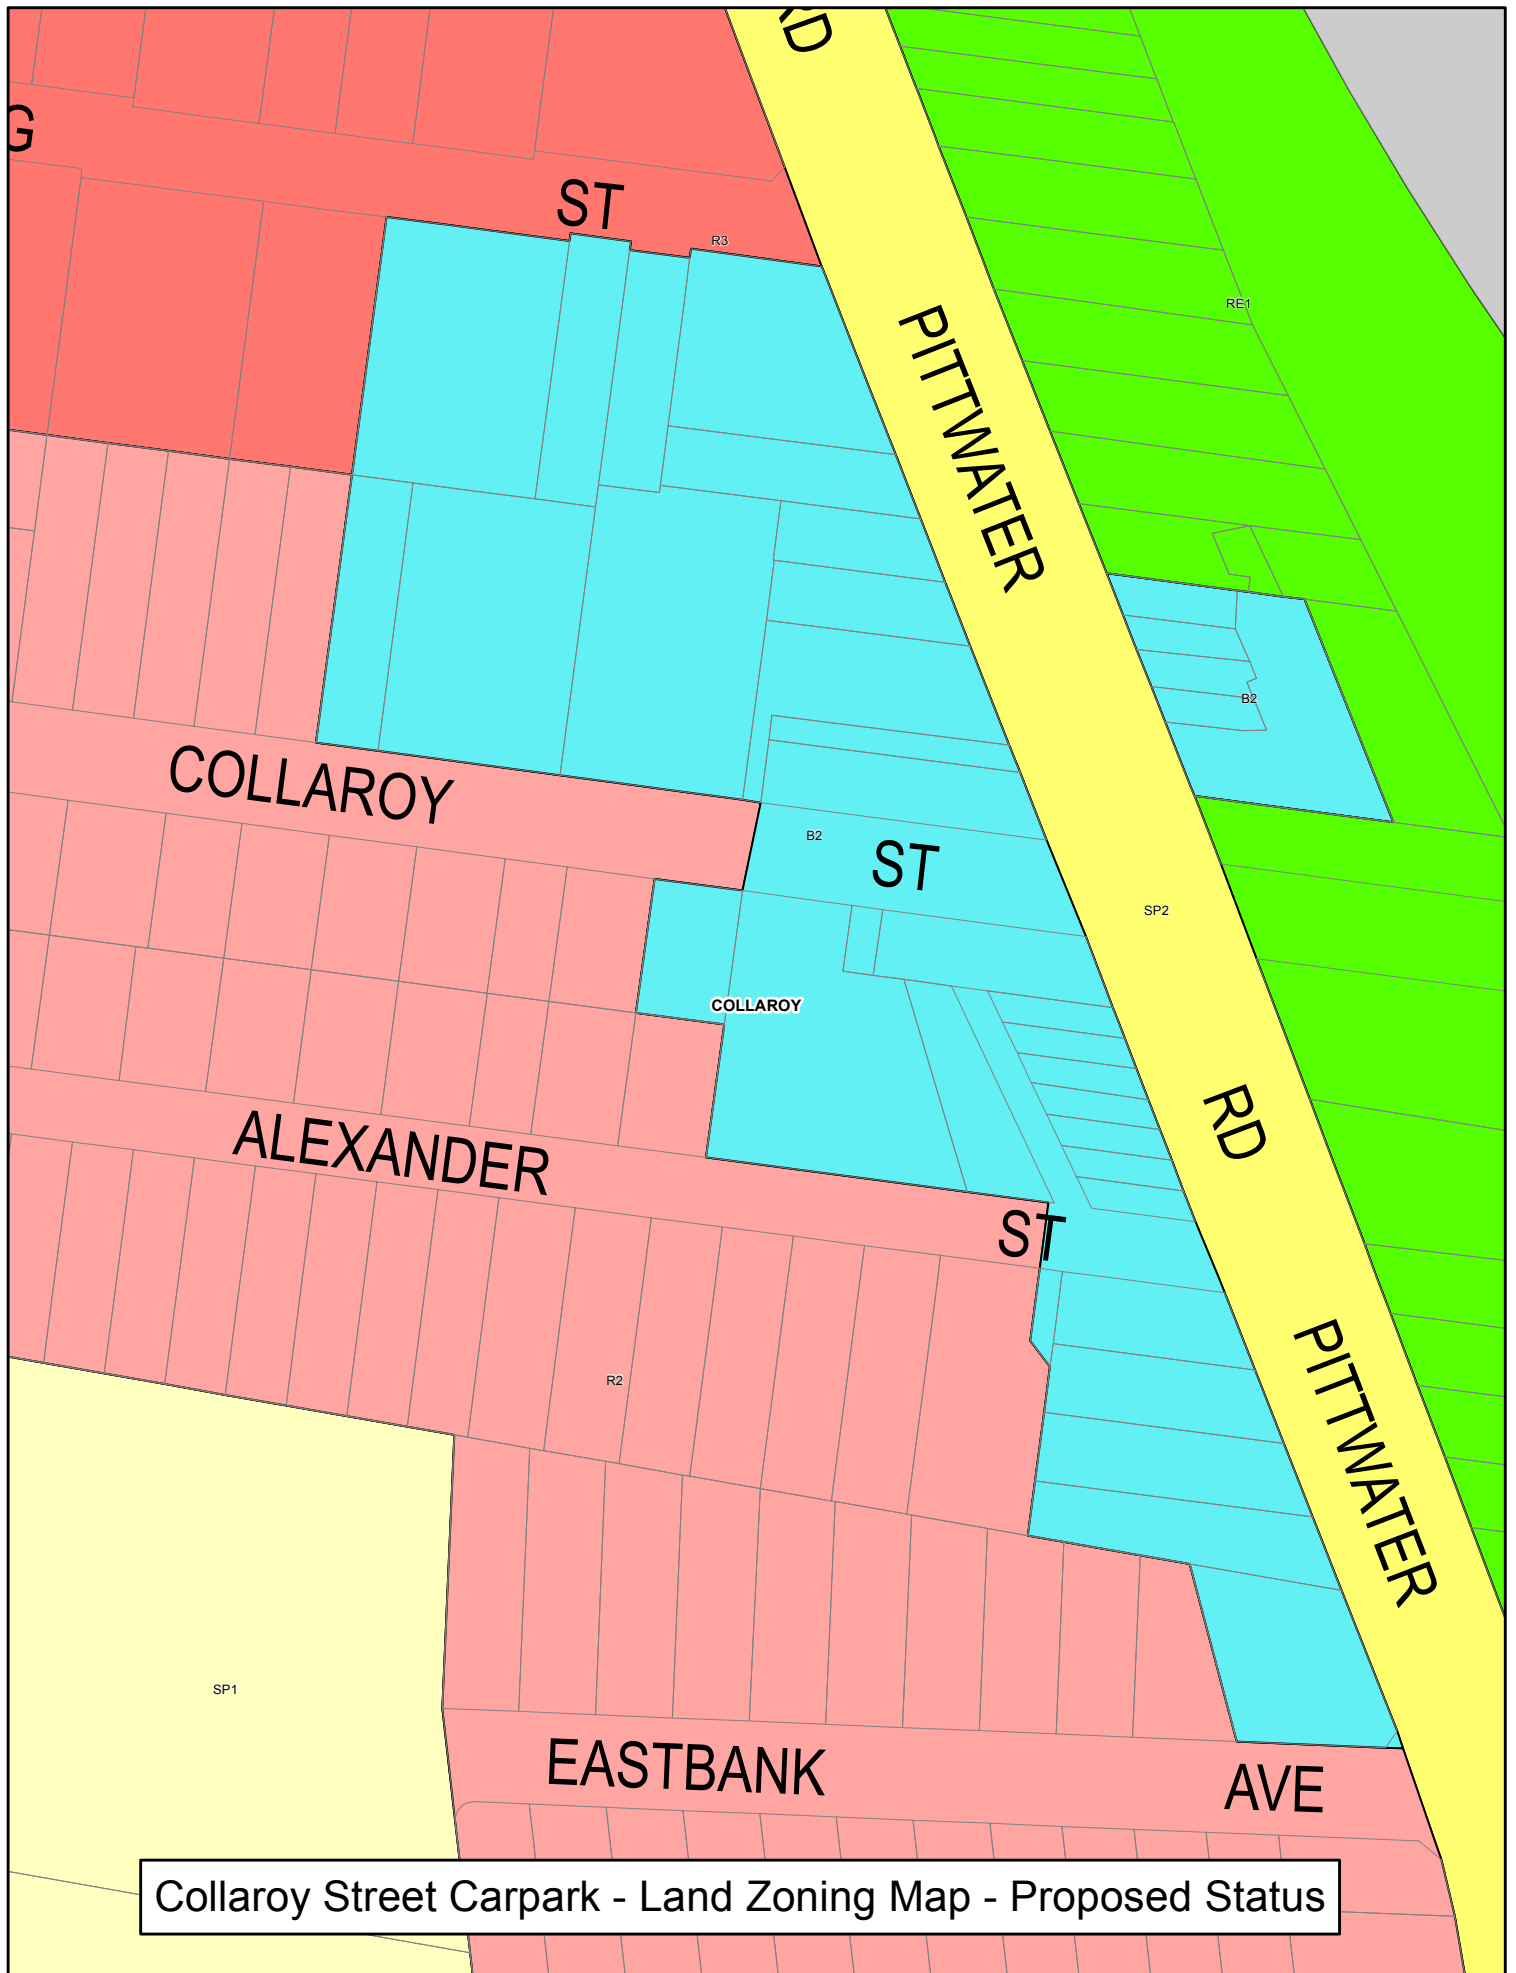 RD
G
ST
R3
RE1
PITTWATER
B2
COLLAROY
B2
ST
SP2
COLLAROY
RD
ALEXANDER
ST
PITTWATER
R2
SP1
EASTBANK
AVE
Collaroy Street Carpark - Land Zoning Map - Proposed Status